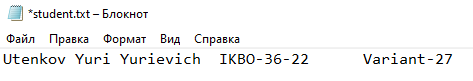 *student.txt – Блокнот
Файл Правка Формат Вид Справка
Utenkov Yuri Yurievich IKBO-36-22 Variant-27